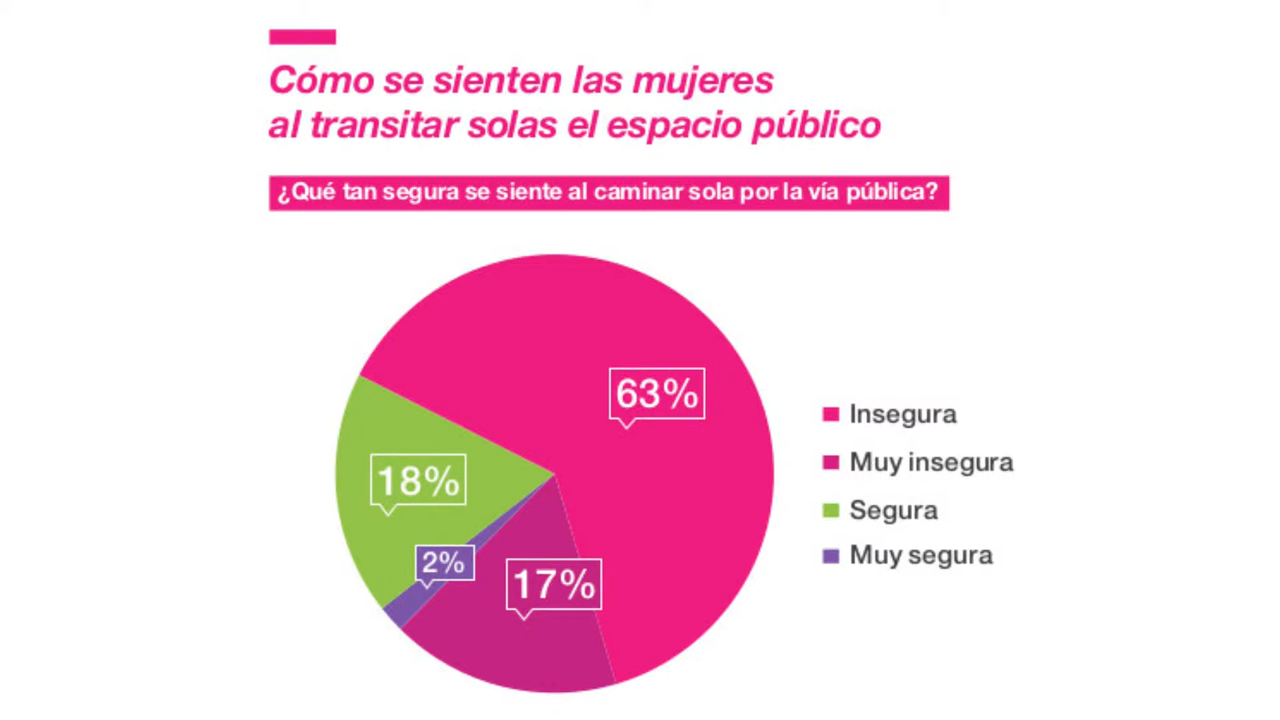 Cómo se sienten las mujeres
al transitar solas el espacio público
¿Qué tan segura se siente al caminar sola por la vía pública?
63%
18%
2%
17%
Insegura
Muy insegura
Segura
Muy segura